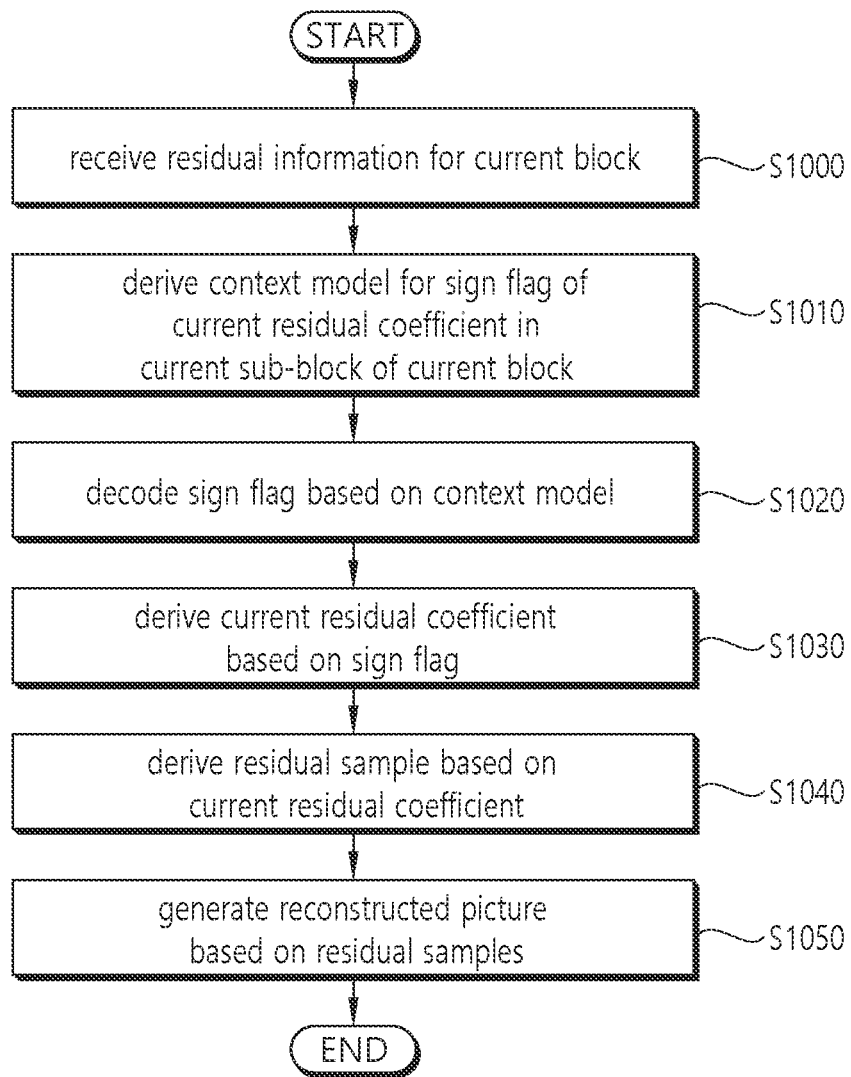 START
receive residual information for current block
S1000
derive context model for sign flag of
current residual coefficient in
current sub-block of current block
S1010
decode sign flag based on context model
S1020
derive current residual coefficient
based on sign flag
S1030
derive residual sample based on
current residual coefficient
S1040
generate reconstructed picture
based on residual samples
S1050
END